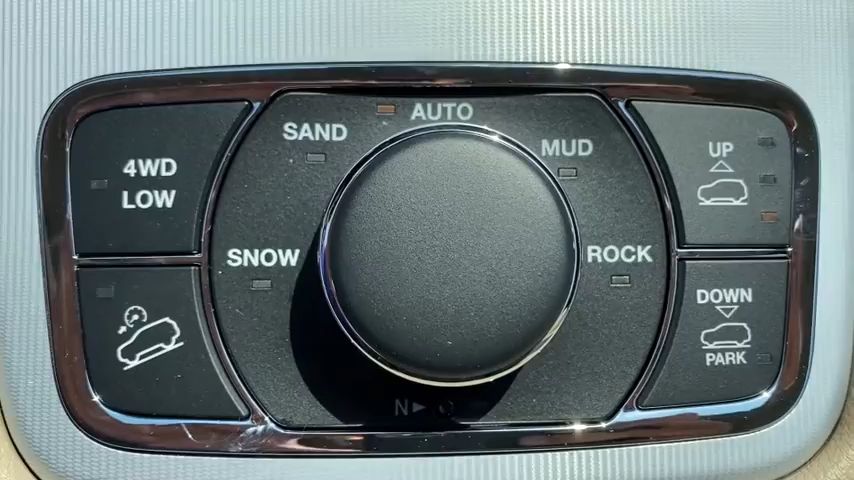 AUTO
SAND
MUD
4WD
LOW
UP
SNOW
ROCK
DOWN
PARK
N